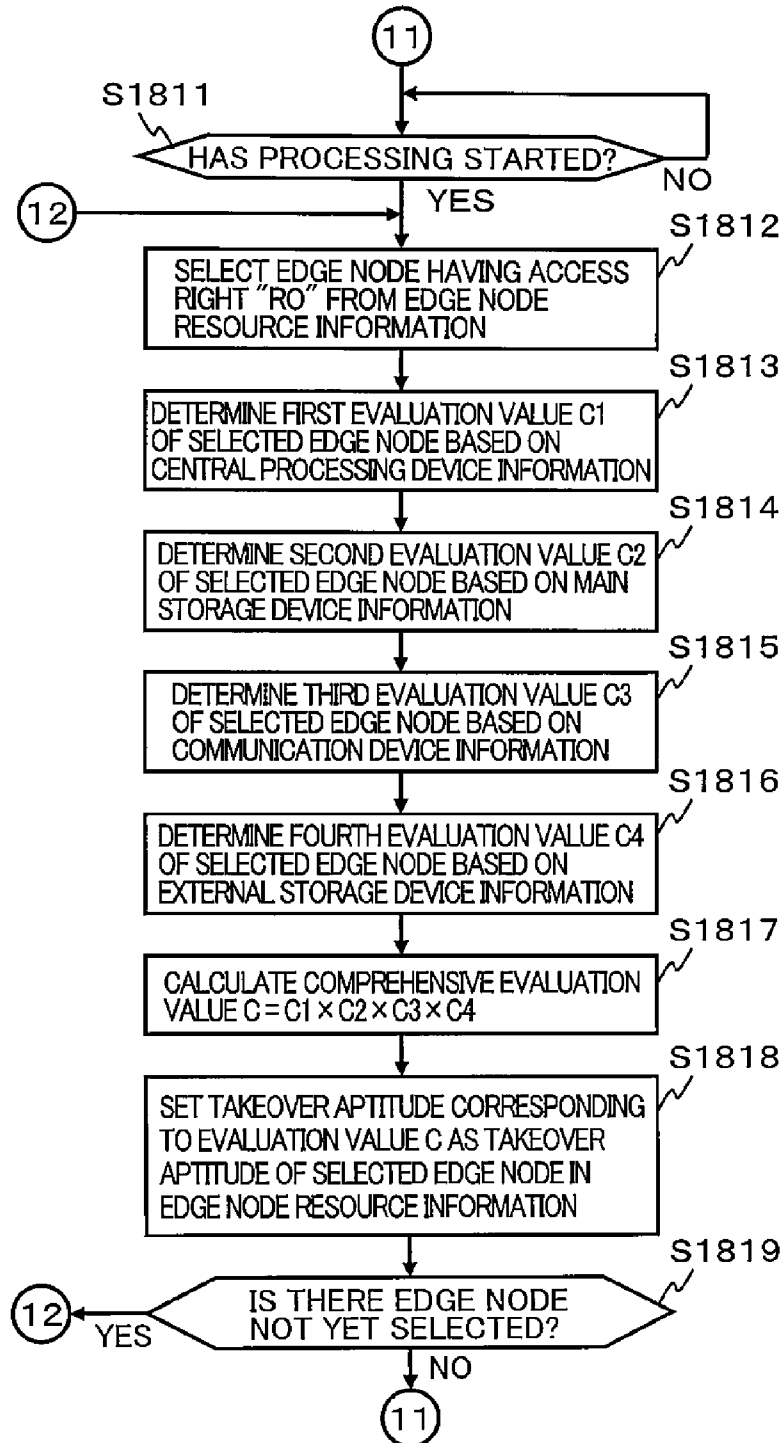 11
S1811
HAS PROCESSING STARTED?
NO
YES
12
S1812
SELECT EDGE NODE HAVING ACCESS
RIGHT "RO" FROM EDGE NODE
RESOURCE INFORMATION
S1813
DETERMINE FIRST EVALUATION VALUE C1
OF SELECTED EDGE NODE BASED ON
CENTRAL PROCESSING DEVICE INFORMATION
S1814
DETERMINE SECOND EVALUATION VALUE C2
OF SELECTED EDGE NODE BASED ON MAIN
STORAGE DEVICE INFORMATION
S1815
DETERMINE THIRD EVALUATION VALUE C3
OF SELECTED EDGE NODE BASED ON
COMMUNICATION DEVICE INFORMATION
S1816
DETERMINE FOURTH EVALUATION VALUE C4
OF SELECTED EDGE NODE BASED ON
EXTERNAL STORAGE DEVICE INFORMATION
S1817
CALCULATE COMPREHENSIVE EVALUATION
VALUE C = C1 × C2 × C3 × C4
S1818
SET TAKEOVER APTITUDE CORRESPONDING
TO EVALUATION VALUE C AS TAKEOVER
APTITUDE OF SELECTED EDGE NODE IN
EDGE NODE RESOURCE INFORMATION
S1819
IS THERE EDGE NODE
NOT YET SELECTED?
12
YES
NO
11